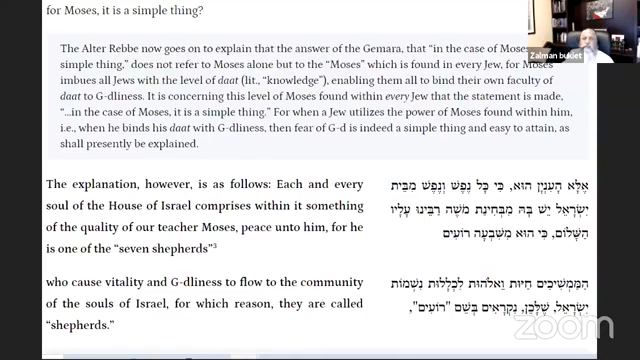 for Moses, it is a simple thing?
The Alter Rebbe now goes on to explain that the answer of the Gemara, that "in the case of Moses
simple thing," does not refer to Moses alone but to the "Moses" which is found in every Jew, for Moses
imbues all Jews with the level of daat (lit., "knowledge"), enabling them all to bind their own faculty of
daat to G-dliness. It is concerning this level of Moses found within every Jew that the statement is made,
"…in the case of Moses, it is a simple thing." For when a Jew utilizes the power of Moses found within him,
i.e., when he binds his daat with G-dliness, then fear of G-d is indeed a simple thing and easy to attain, as
shall presently be explained.
The explanation, however, is as follows: Each and every
soul of the House of Israel comprises within it something
of the quality of our teacher Moses, peace unto him, for he
is one of the "seven shepherds"3
אֶלָּא הָעִנְיָן הוּא, כִּי כָּל נֶפֶשׁ וְנֶפֶשׁ מִבֵּית
יִשְׂרָאֵל יֵשׁ בָּהּ מִבְּחִינַת מֹשֶׁה רַבֵּינוּ עָלָיו
הַשָּׁלוֹם, כִּי הוּא מִשִּׁבְעָה רוֹעִים
who cause vitality and G-dliness to flow to the community
of the souls of Israel, for which reason, they are called
"shepherds."
הַמַּמְשִׁיכִים חַיּוּת וֶאֱלֹהוּת לִכְלָלוּת נִשְׁמוֹת
יִשְׂרָאֵל, שֶׁלָּכֵן, נִקְרָאִים בְּשֵׁם "רוֹעִים",
Zalman bukiet
zoom